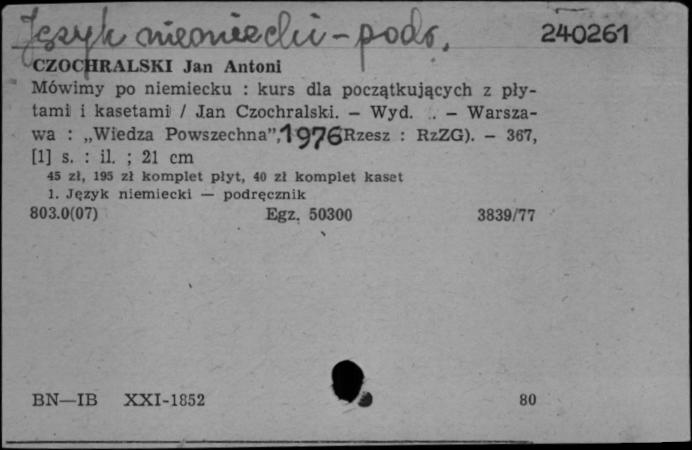 Język niemiecki - podr.
240261
CZOCHRALSKI Jan Antoni
Mówimy po niemiecku : kurs dla początkujących z pły-
tami i kasetami / Jan Czochralski. — Wyd. . — Warsza-
wa : „Wiedza Powszechna”, 1976 Rzesz : RzZG). — 367,
[1] s. : il. ; 21 cm
45 zł, 195 zł komplet płyt, 40 zł komplet kaset
1. Język niemiecki — podręcznik
803.0(07) Egz. 50300 3839/77
BN—IB XXI-1852 80